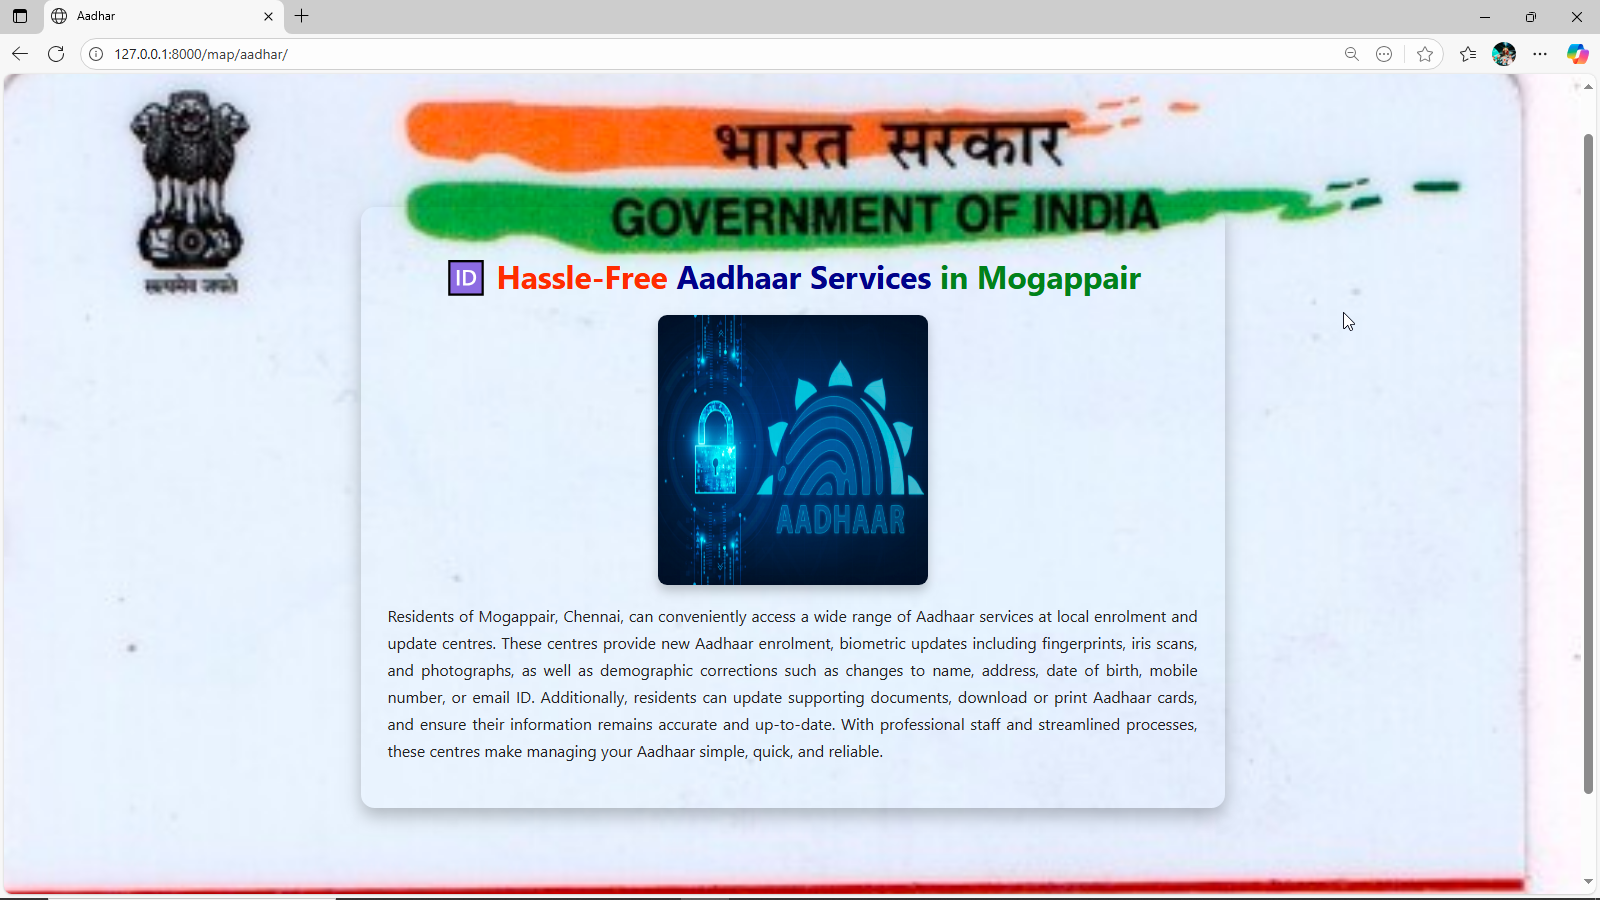 Aadhar
127.0.0.1:8000/map/aadhar/
भारत सरकार
GOVERNMENT OF INDIA
सत्यमेव जयते
🆔 Hassle-Free Aadhaar Services in Mogappair
AADHAAR
Residents of Mogappair, Chennai, can conveniently access a wide range of Aadhaar services at local enrolment and
update centres. These centres provide new Aadhaar enrolment, biometric updates including fingerprints, iris scans,
and photographs, as well as demographic corrections such as changes to name, address, date of birth, mobile
number, or email ID. Additionally, residents can update supporting documents, download or print Aadhaar cards,
and ensure their information remains accurate and up-to-date. With professional staff and streamlined processes,
these centres make managing your Aadhaar simple, quick, and reliable.